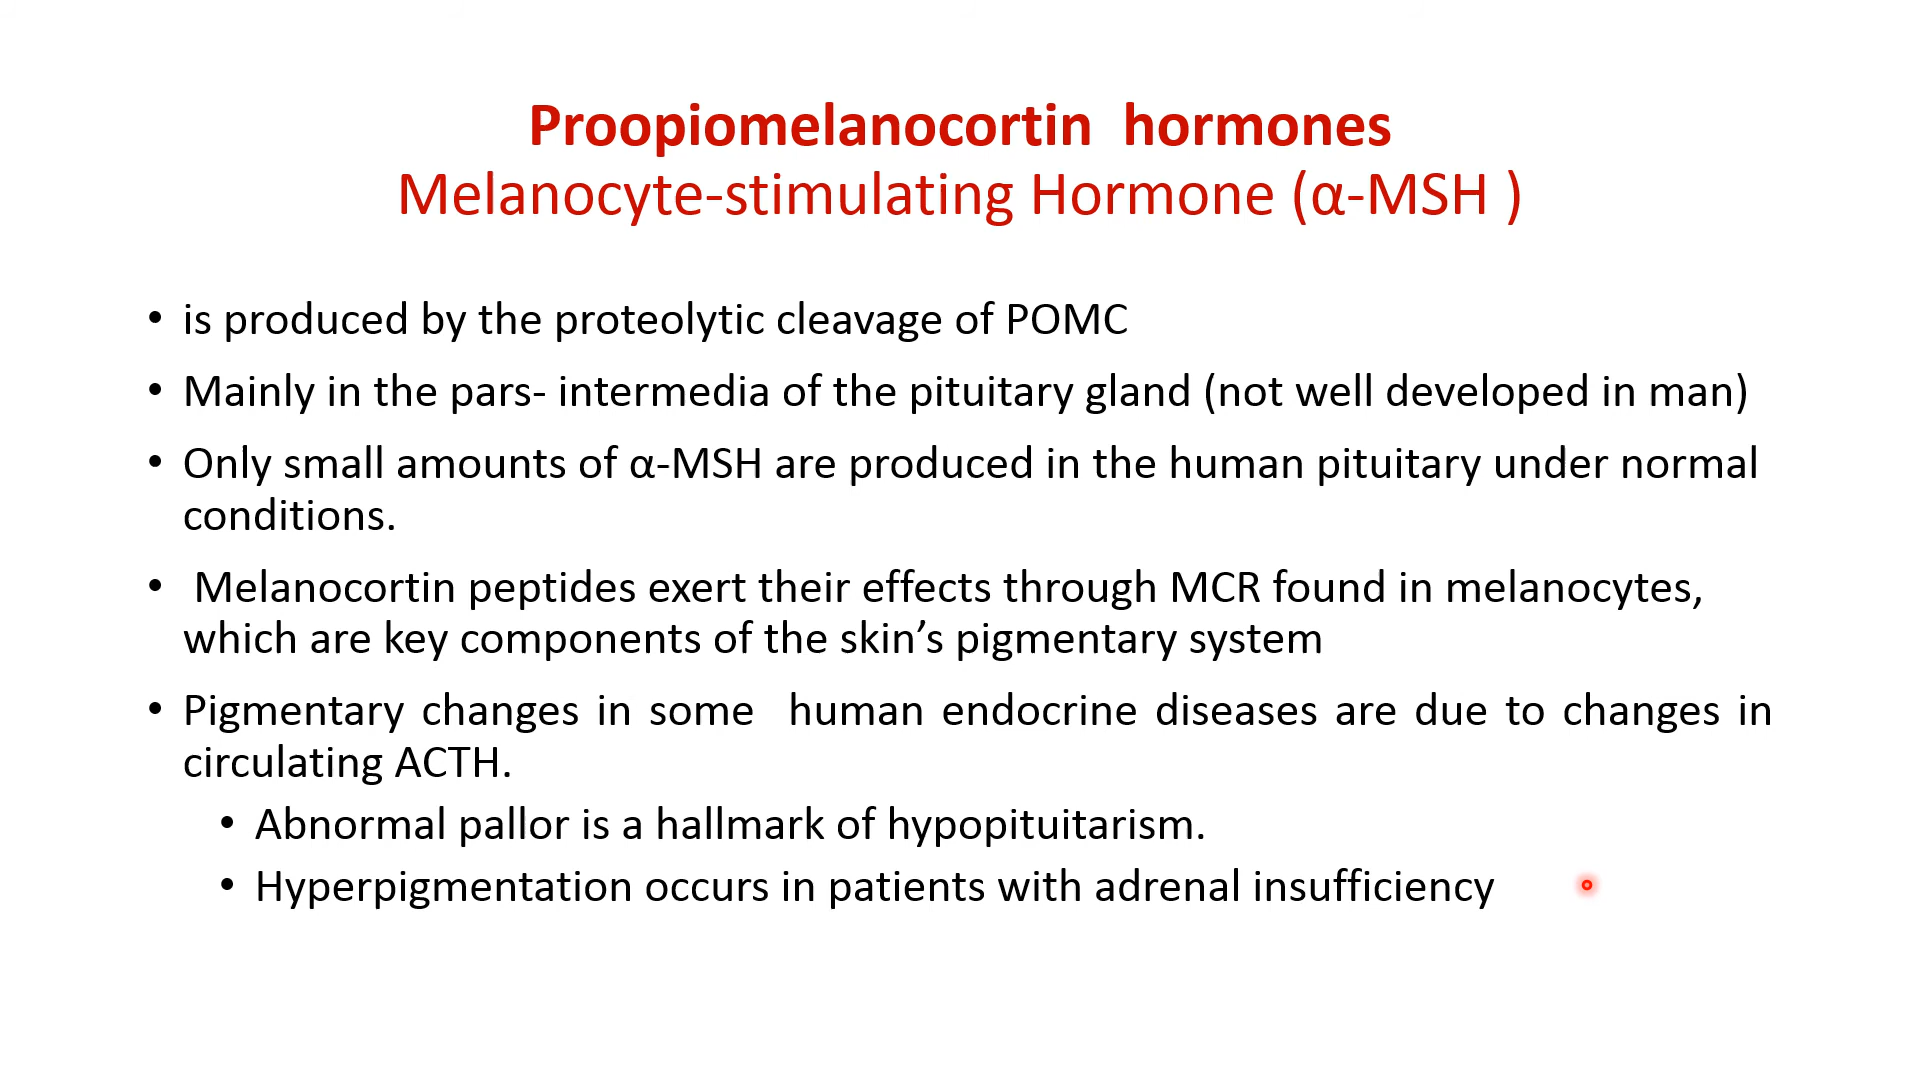 Proopiomelanocortin  hormones
Melanocyte-stimulating Hormone (α-MSH )
• is produced by the proteolytic cleavage of POMC
• Mainly in the pars- intermedia of the pituitary gland (not well developed in man)
• Only small amounts of α-MSH are produced in the human pituitary under normal
conditions.
•  Melanocortin peptides exert their effects through MCR found in melanocytes,
which are key components of the skin’s pigmentary system
• Pigmentary changes in some  human endocrine diseases are due to changes in
circulating ACTH.
• Abnormal pallor is a hallmark of hypopituitarism.
• Hyperpigmentation occurs in patients with adrenal insufficiency